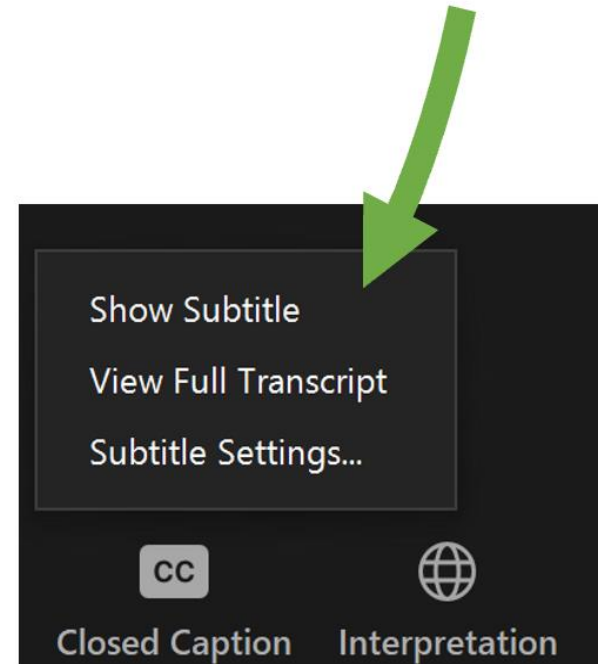 Show Subtitle
View Full Transcript
Subtitle Settings...
CC
Closed Caption Interpretation